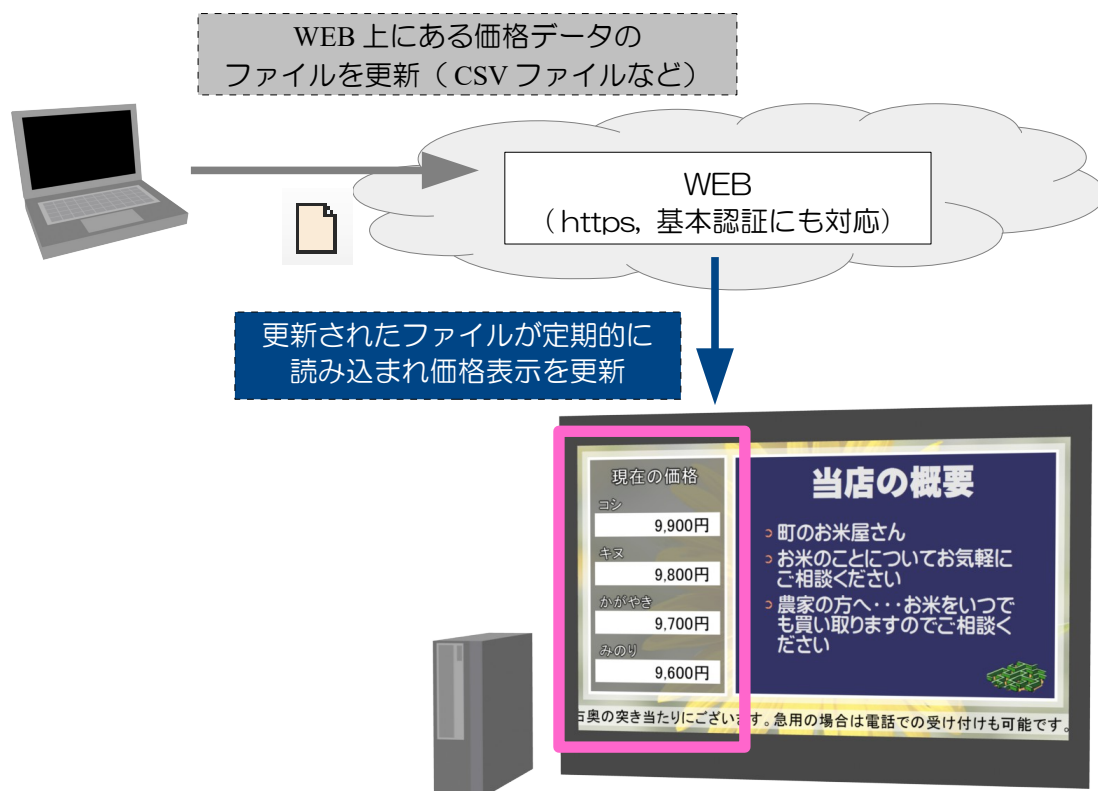 WEB 上にある価格データの
ファイルを更新（ CSV ファイルなど）
WEB
（https, 基本認証にも対応）
更新されたファイルが定期的に
読み込まれ価格表示を更新
現在の価格
コシ
9,900円
キヌ
9,800円
かがやき
9,700円
みのり
9,600円
当店の概要
町のお米屋さん
お米のことについてお気軽に
ご相談ください
農家の方へ・・・お米をいつで
も買い取りますのでご相談く
ださい
右奥の突き当たりにございます。急用の場合は電話での受け付けも可能です。